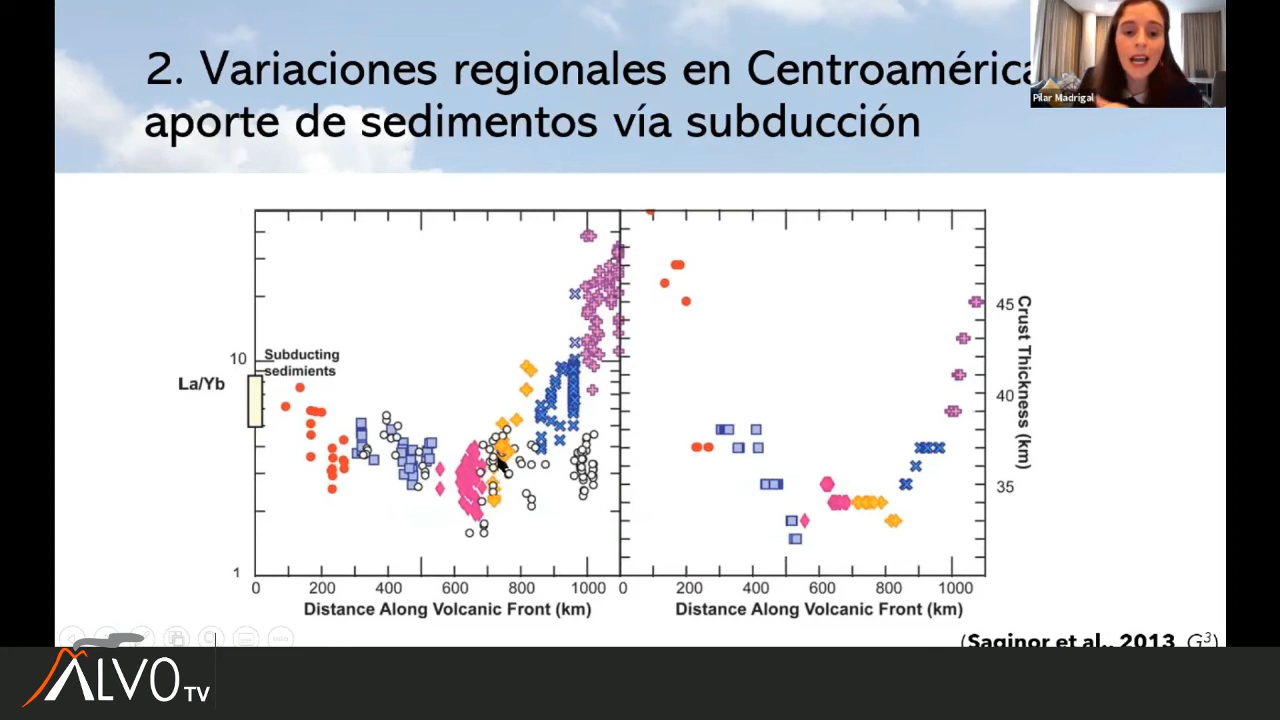 2. Variaciones regionales en Centroamérica
aporte de sedimentos vía subducción
Pilar Madrigal
Subducting
sedimients
10
La/Yb
1
0 200 400 600 800 1000
Distance Along Volcanic Front (km)
45
40
35
Crust Thickness (km)
0 200 400 600 800 1000
Distance Along Volcanic Front (km)
(Saginor et al., 2013, G3)
ALVO TV